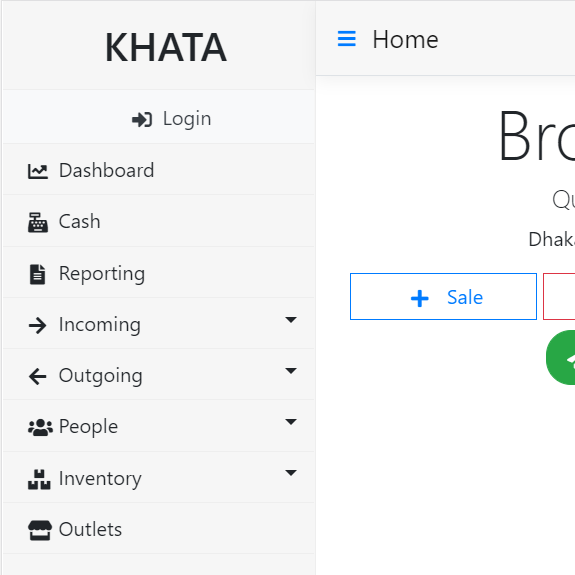 KHATA
Home
Login
Dashboard
Cash
Reporting
Incoming
Outgoing
People
Inventory
Outlets
Sale